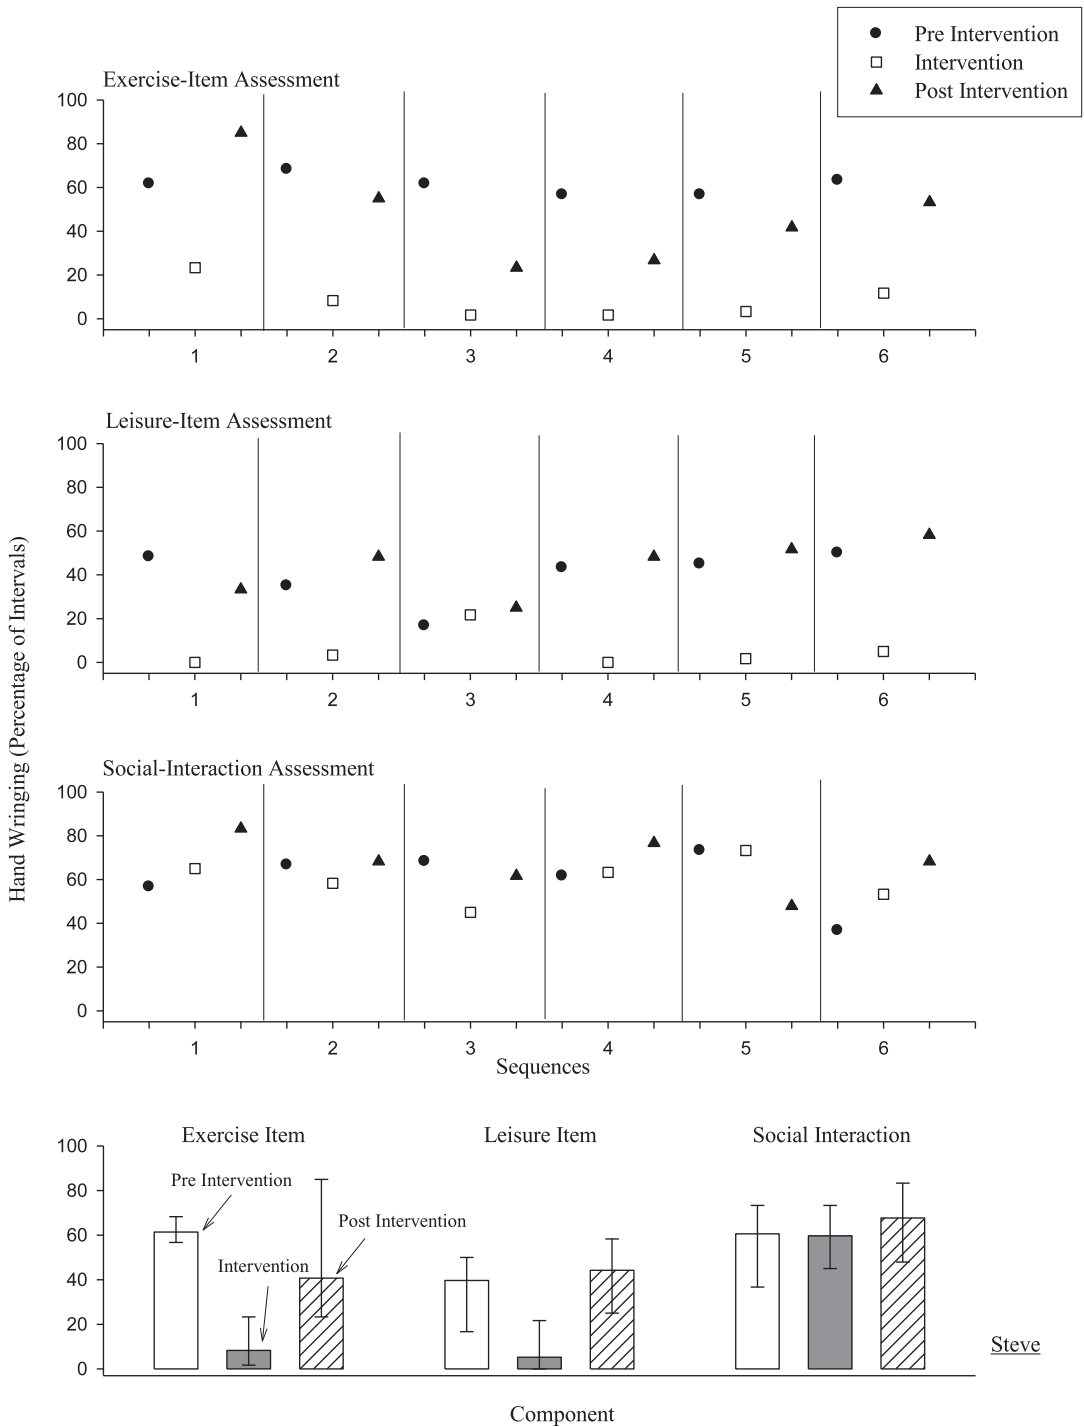 Pre Intervention
Intervention
Post Intervention
Exercise-Item Assessment
100
80
60
40
20
0
1 2 3 4 5 6
Leisure-Item Assessment
100
80
60
40
20
0
1 2 3 4 5 6
Hand Wringing (Percentage of Intervals)
Social-Interaction Assessment
100
80
60
40
20
0
1 2 3 4 5 6
Sequences
Exercise Item Leisure Item Social Interaction
100
80
60
40
20
0
Pre Intervention
Post Intervention
Intervention
Steve
Component